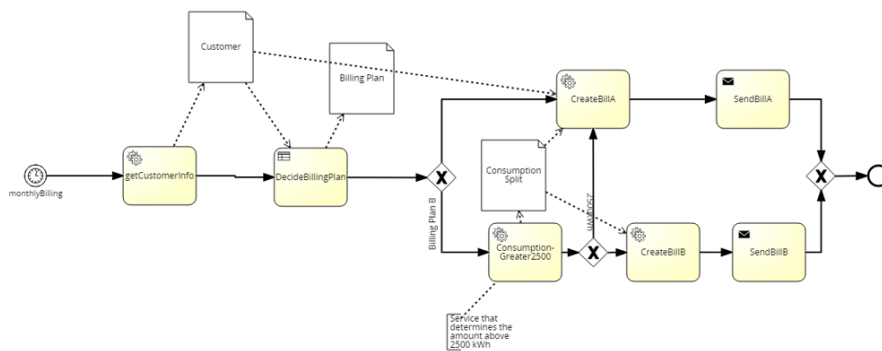 Customer
Billing Plan
CreateBillA
SendBillA
getCustomerInfo
DecideBillingPlan
monthlyBilling
Consumption
Split
Billing Plan B
Consumption-
Greater2500
CreateBillB
SendBillB
Service that
determines the
amount above
2500 kWh